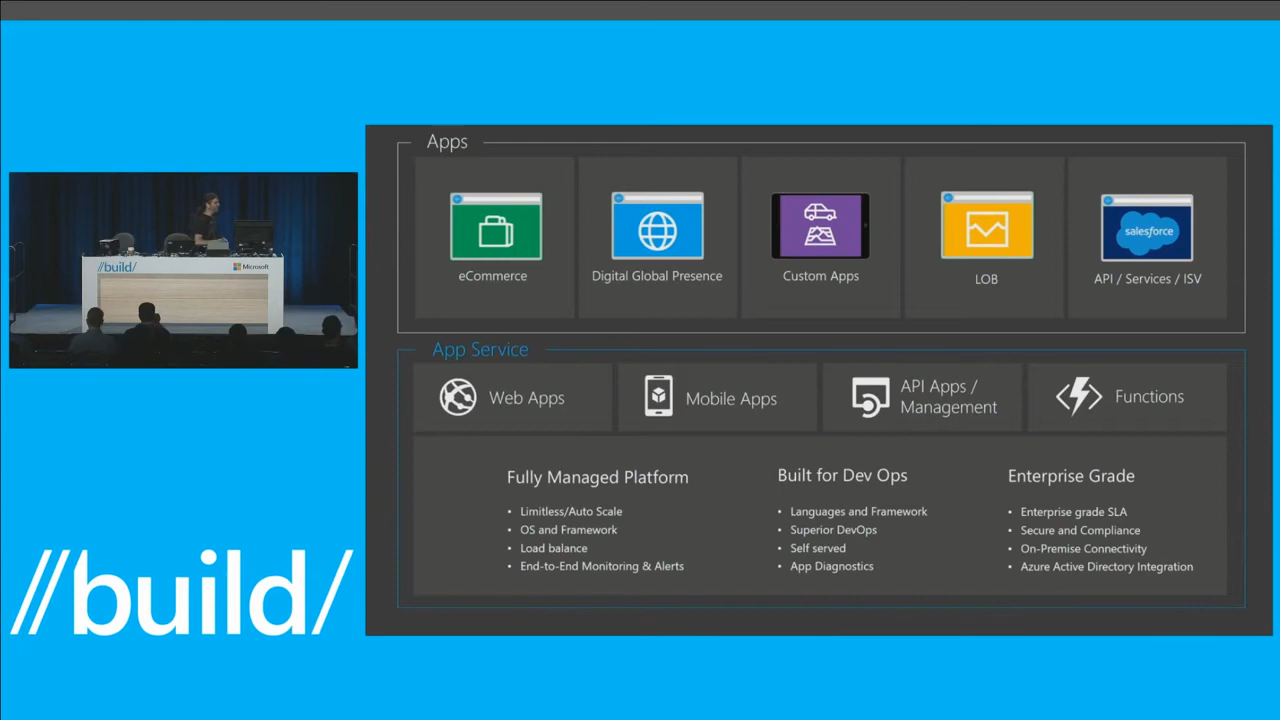 //build/
Microsoft
//build/
Apps
eCommerce
Digital Global Presence
Custom Apps
LOB
salesforce
API / Services / ISV
App Service
Web Apps
Mobile Apps
API Apps /
Management
Functions
Fully Managed Platform
• Limitless/Auto Scale
• OS and Framework
• Load balance
• End-to-End Monitoring & Alerts
Built for Dev Ops
• Languages and Framework
• Superior DevOps
• Self served
• App Diagnostics
Enterprise Grade
• Enterprise grade SLA
• Secure and Compliance
• On-Premise Connectivity
• Azure Active Directory Integration